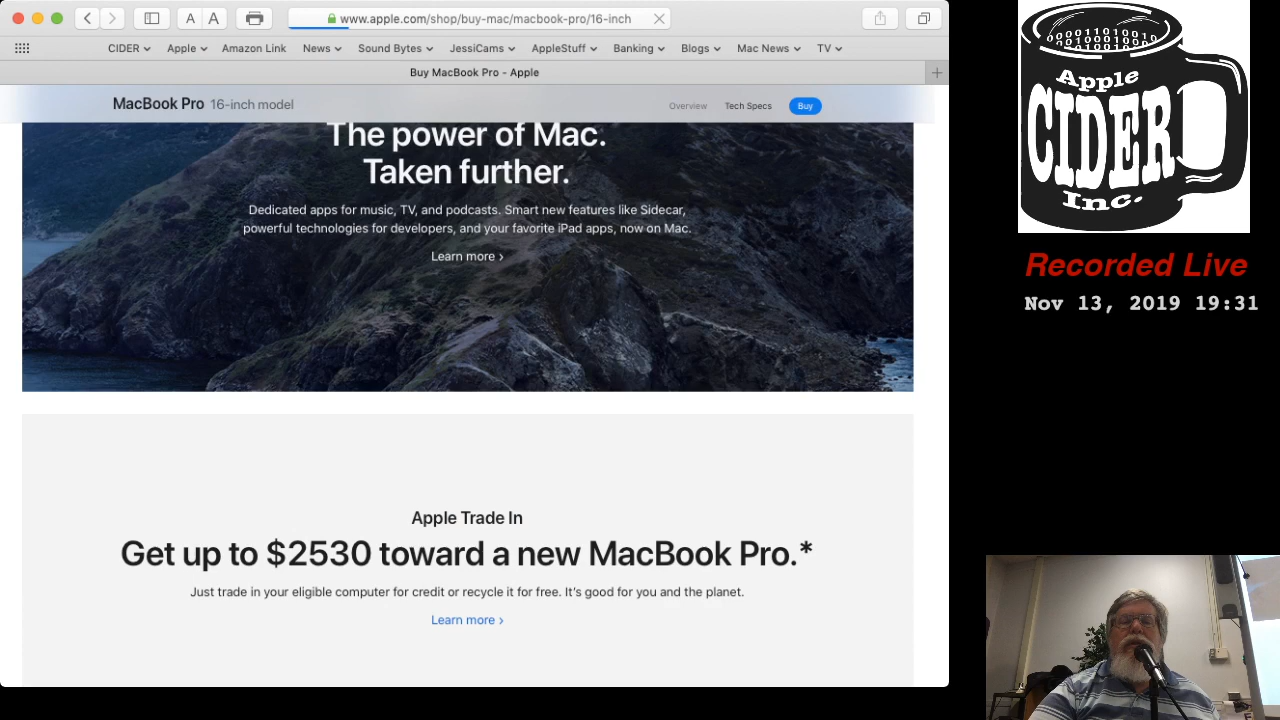 A A www.apple.com/shop/buy-mac/macbook-pro/16-inch
CIDER Apple Amazon Link News Sound Bytes JessiCams AppleStuff Banking Blogs Mac News TV
Buy MacBook Pro - Apple
MacBook Pro 16-inch model Overview Tech Specs Buy
The power of Mac.
Taken further.
Dedicated apps for music, TV, and podcasts. Smart new features like Sidecar,
powerful technologies for developers, and your favorite iPad apps, now on Mac.
Learn more ›
Apple Trade In
Get up to $2530 toward a new MacBook Pro.*
Just trade in your eligible computer for credit or recycle it for free. It's good for you and the planet.
Learn more ›
Apple
CIDER
Inc.
Recorded Live
Nov 13, 2019 19:31